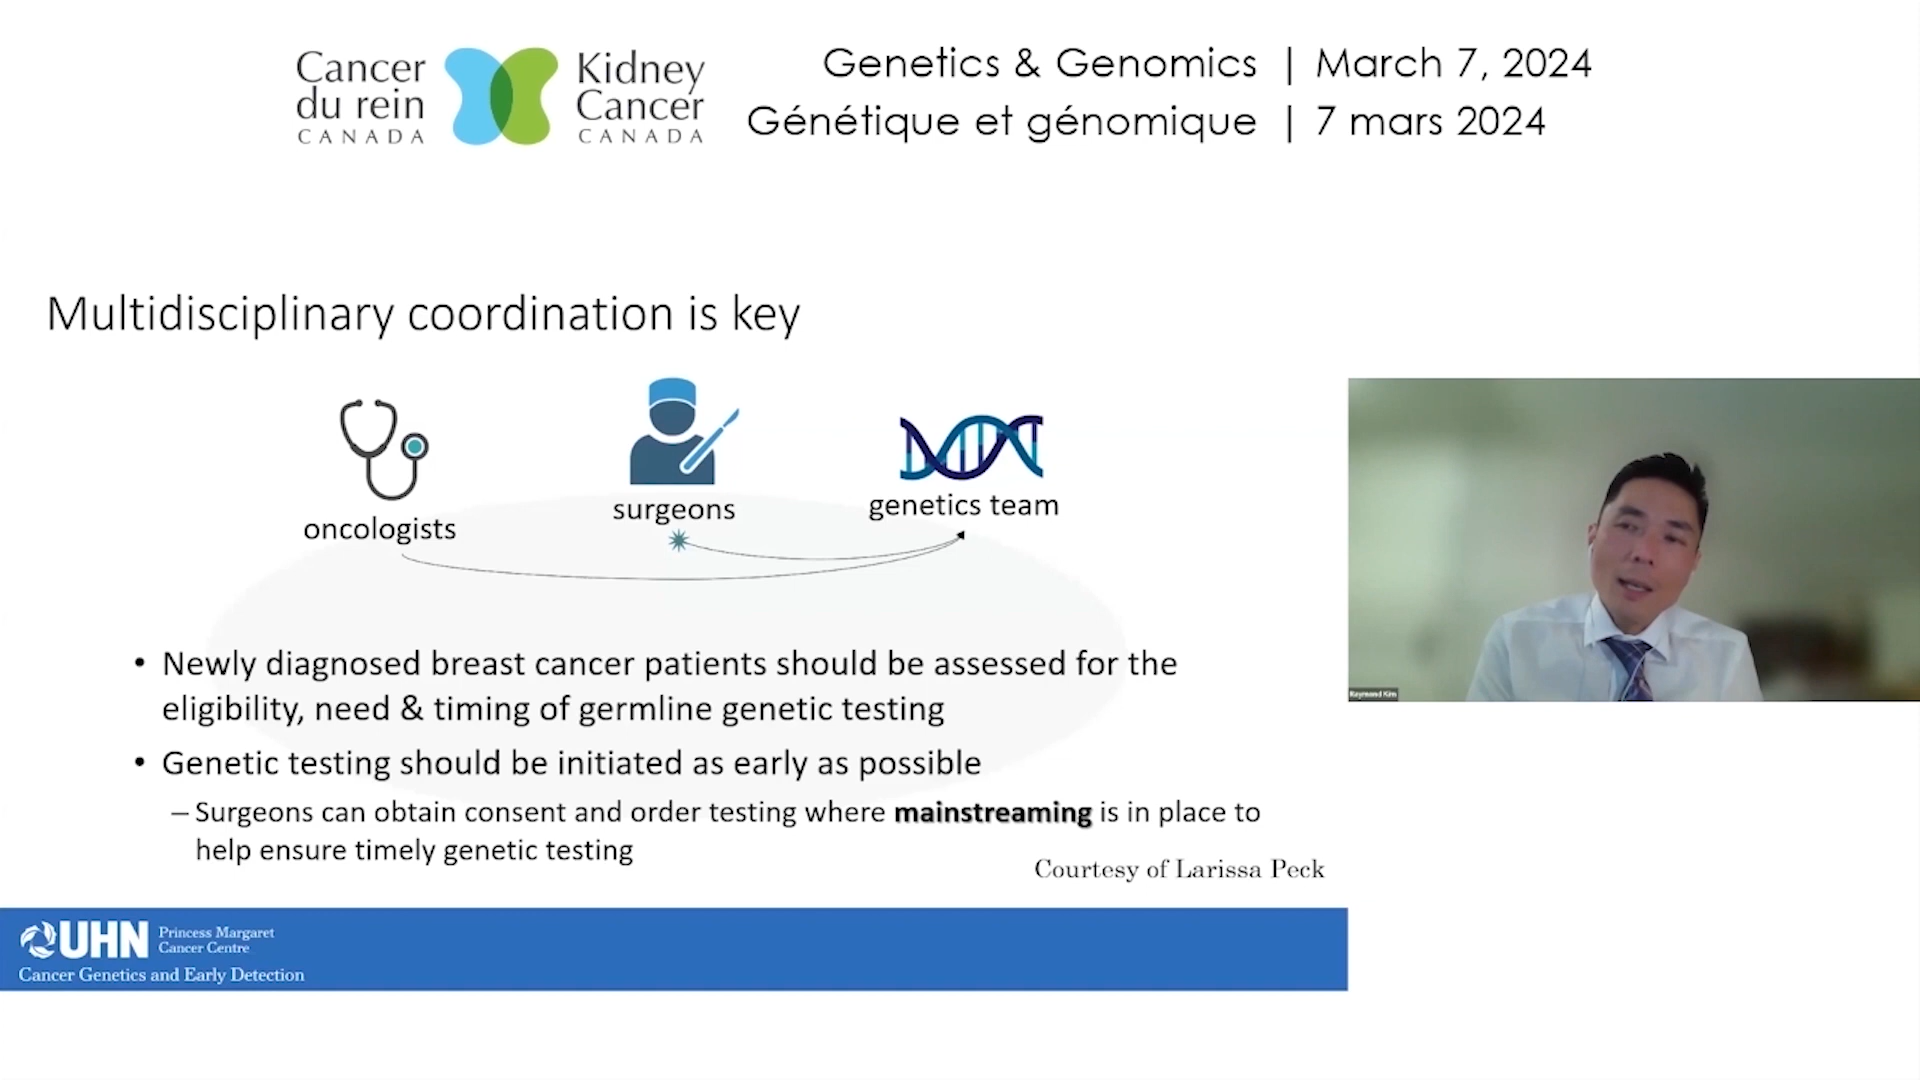 Cancer
du rein
CANADA
Kidney
Cancer
CANADA
Genetics & Genomics | March 7, 2024
Génétique et génomique | 7 mars 2024
Multidisciplinary coordination is key
oncologists
surgeons
genetics team
• Newly diagnosed breast cancer patients should be assessed for the
eligibility, need & timing of germline genetic testing
• Genetic testing should be initiated as early as possible
– Surgeons can obtain consent and order testing where mainstreaming is in place to
help ensure timely genetic testing
Courtesy of Larissa Peck
Raymond Kim
UHN
Princess Margaret
Cancer Centre
Cancer Genetics and Early Detection